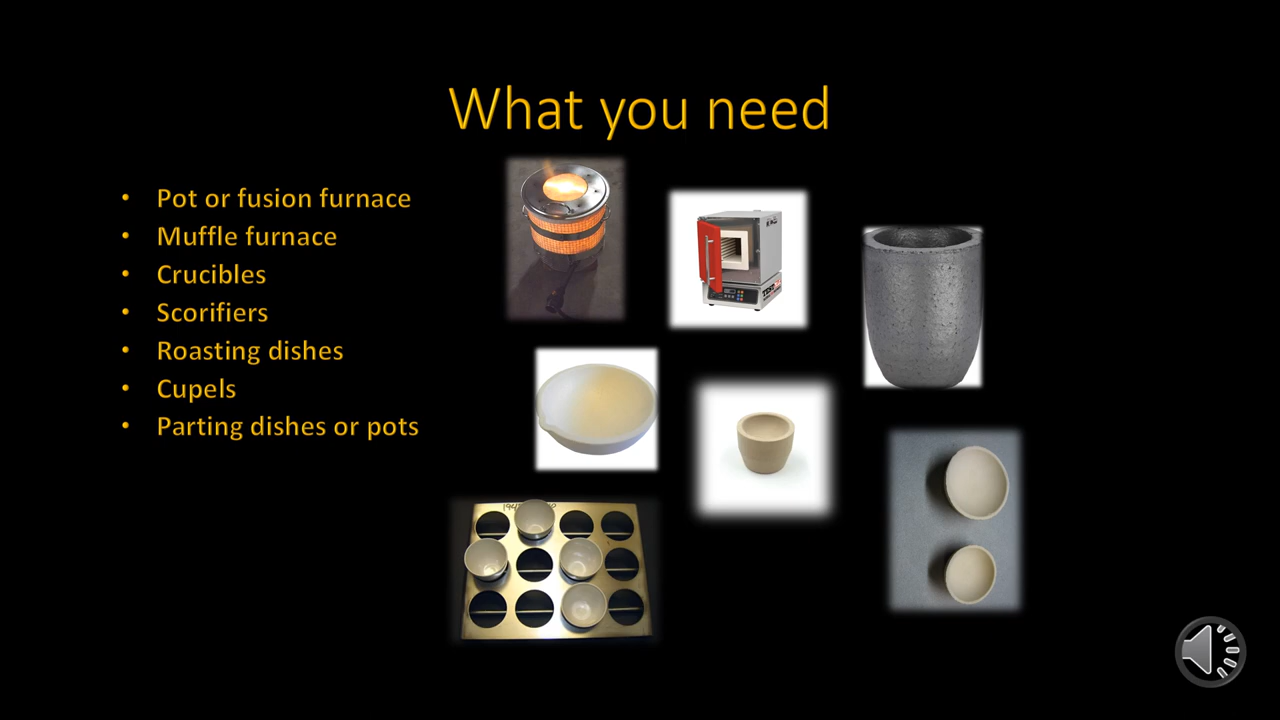 What you need
• Pot or fusion furnace
• Muffle furnace
• Crucibles
• Scorifiers
• Roasting dishes
• Cupels
• Parting dishes or pots